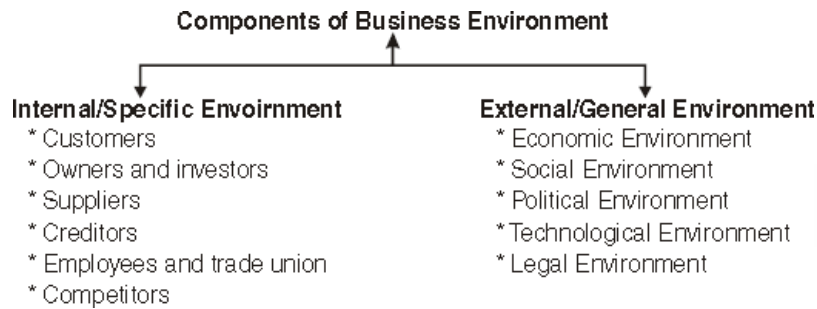 Components of Business Environment
Internal/Specific Envoirnment
* Customers
* Owners and investors
* Suppliers
* Creditors
* Employees and trade union
* Competitors
External/General Environment
* Economic Environment
* Social Environment
* Political Environment
* Technological Environment
* Legal Environment